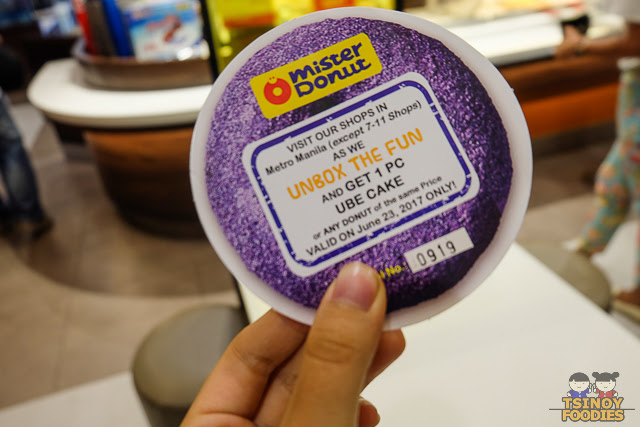 mister
Donut
VISIT OUR SHOPS IN
Metro Manila (except 7-11 Shops)
AS WE
UNBOX THE FUN
AND GET 1 PC
UBE CAKE
or ANY DONUT of the same Price
VALID ON June 23, 2017 ONLY!
No. 0919
TSINOY
FOODIES